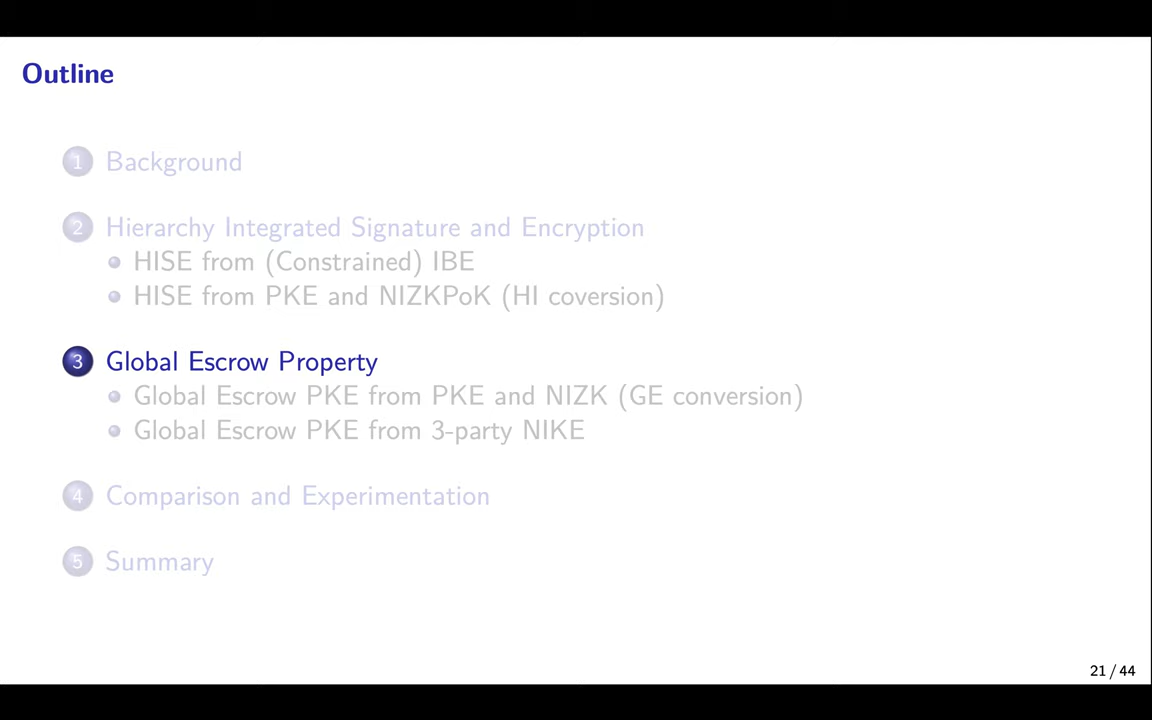 Outline
1 Background
2 Hierarchy Integrated Signature and Encryption
HISE from (Constrained) IBE
HISE from PKE and NIZKPoK (HI coversion)
3 Global Escrow Property
Global Escrow PKE from PKE and NIZK (GE conversion)
Global Escrow PKE from 3-party NIKE
4 Comparison and Experimentation
5 Summary
21 / 44